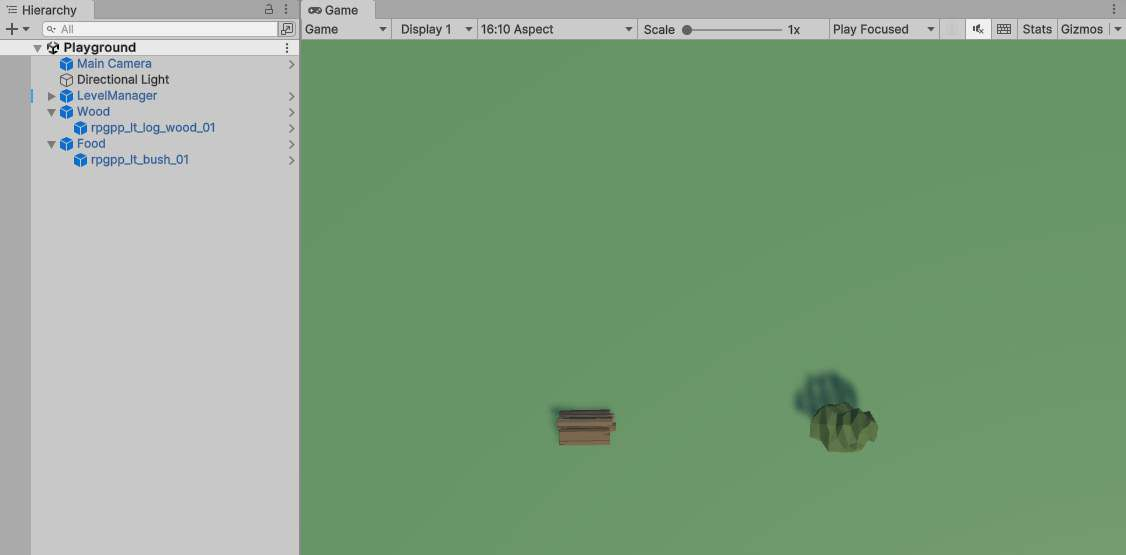 Hierarchy
All
Playground
Main Camera
Directional Light
LevelManager
Wood
rpgpp_lt_log_wood_01
Food
rpgpp_lt_bush_01
Game
Game Display 1 16:10 Aspect Scale 1x Play Focused Stats Gizmos